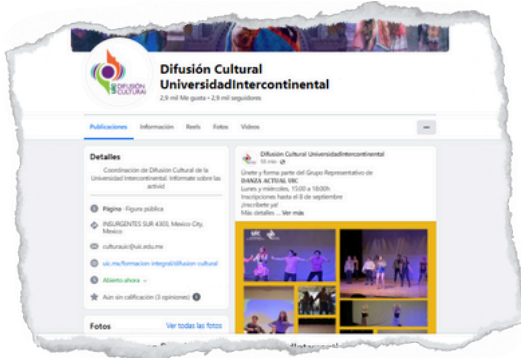 DIFUSIÓN
CULTURAL
Difusión Cultural
UniversidadIntercontinental
2,9 mil Me gusta • 2,9 mil seguidores
Publicaciones
Información
Reels
Fotos
Videos
Detalles
Coordinación de Difusión Cultural de la
Universidad Intercontinental. Infórmate sobre las
activid
Página · Figura pública
INSURGENTES SUR 4303, Mexico City,
Mexico
culturauic@uic.edu.mx
uic.mx/formacion-integral/difusion-cultural
Abierto ahora
Aún sin calificación (3 opiniones)
Fotos
Ver todas las fotos
Difusión Cultural UniversidadIntercontinental
55 min
Únete y forma parte del Grupo Representativo de
DANZA ACTUAL UIC
Lunes y miércoles, 15:00 a 18:00h
Inscripciones hasta el 8 de septiembre
¡Inscríbete ya!
Más detalles ... Ver más
uic